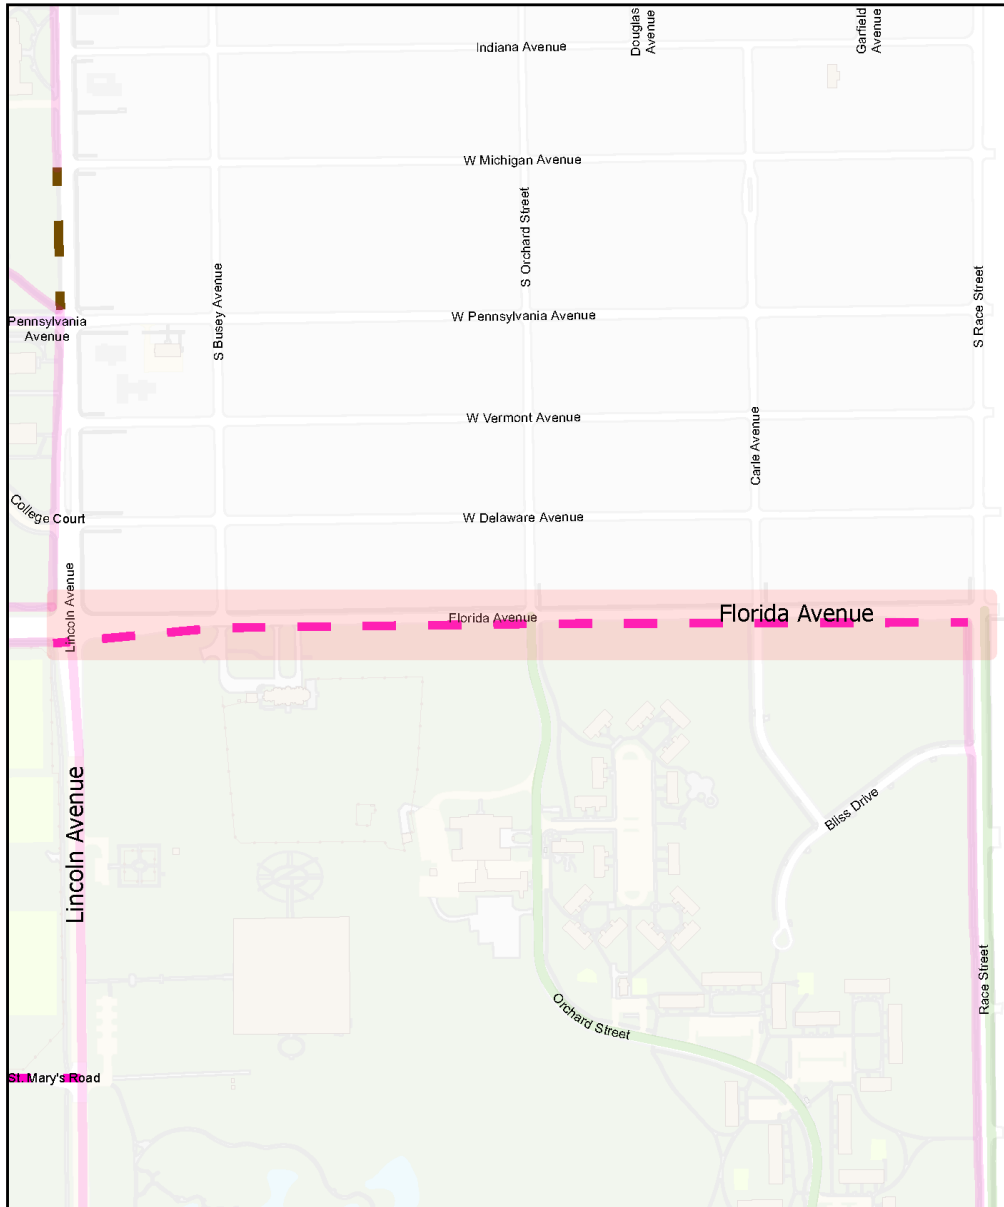 Douglas
Avenue
Garfield
Avenue
Indiana Avenue
W Michigan Avenue
S Orchard Street
S Busey Avenue
S Race Street
Pennsylvania
Avenue
W Pennsylvania Avenue
W Vermont Avenue
Carle Avenue
College Court
W Delaware Avenue
Lincoln Avenue
Florida Avenue
Florida Avenue
Lincoln Avenue
Bliss Drive
Race Street
Orchard Street
St. Mary's Road